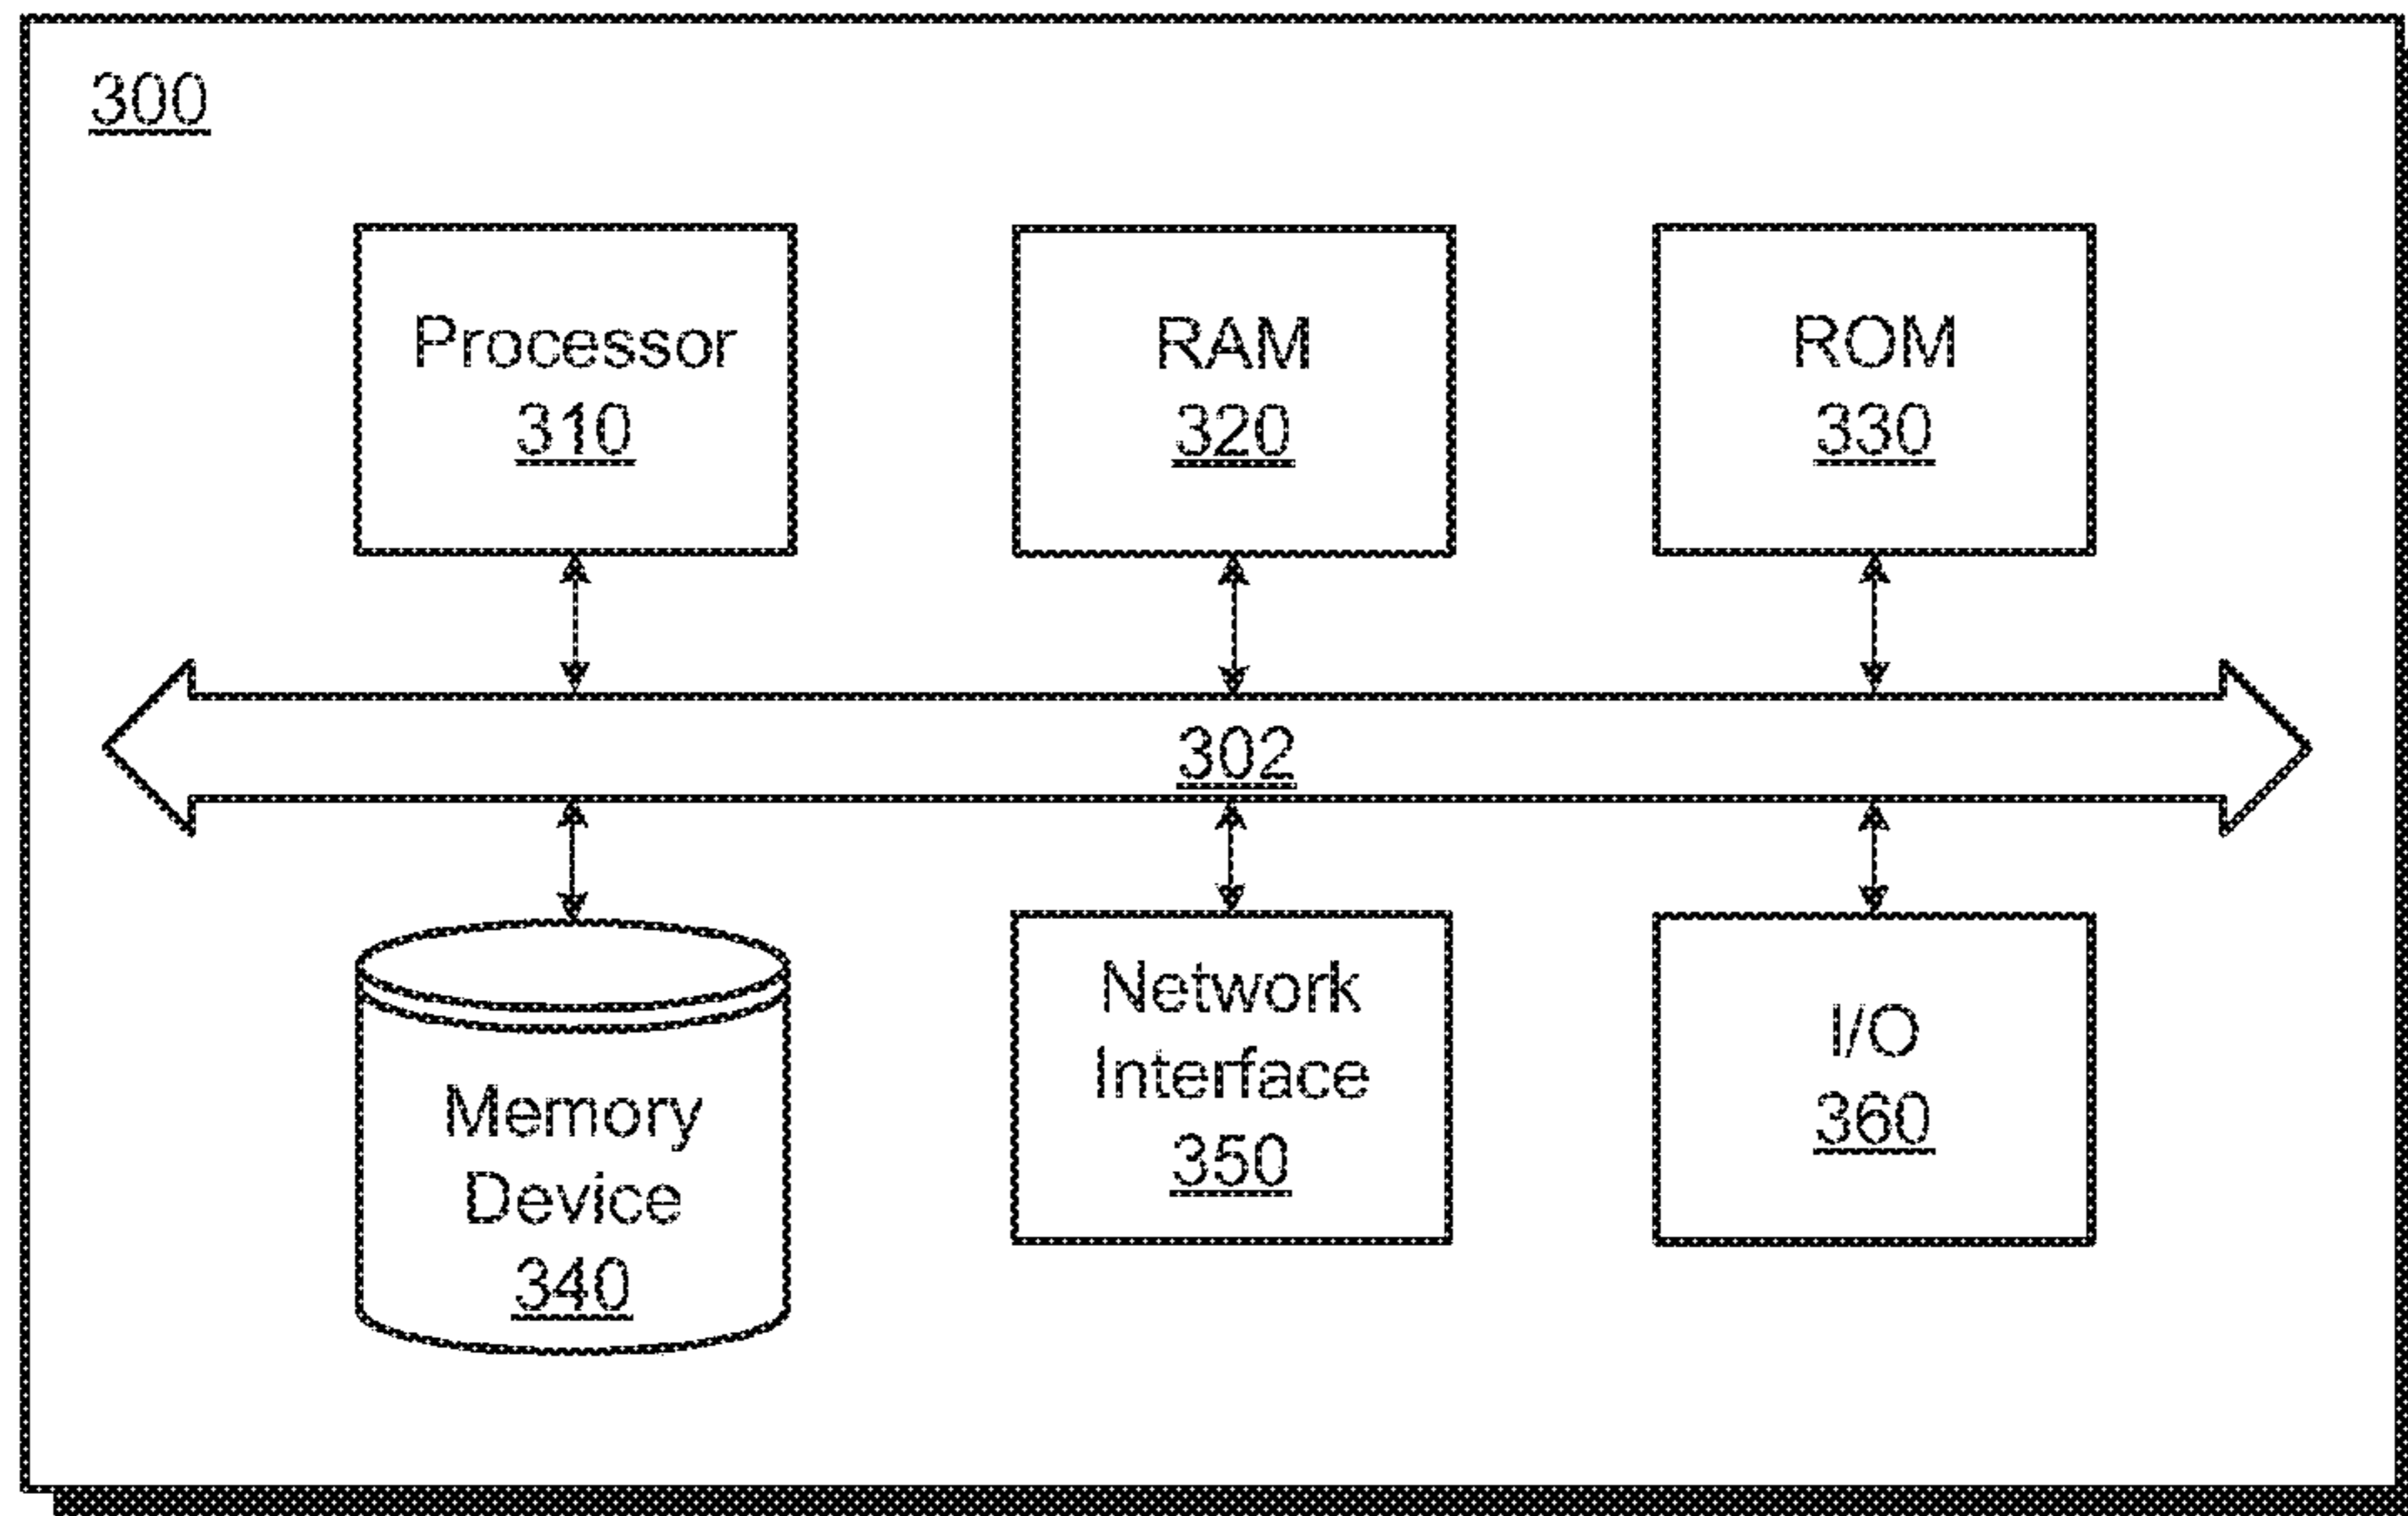 300
Processor
310
RAM
320
ROM
330
302
Memory
Device
340
Network
Interface
350
I/O
360